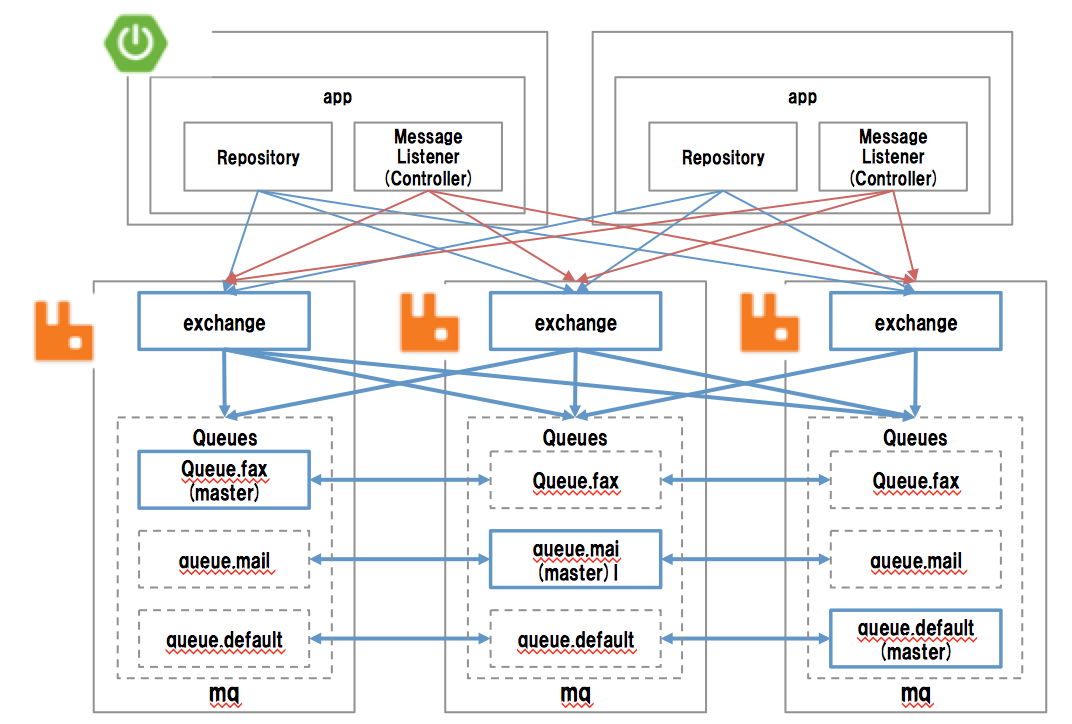 app
app
Repository
Message
Listener
(Controller)
Repository
Message
Listener
(Controller)
exchange
exchange
exchange
Queues
Queues
Queues
Queue.fax
(master)
Queue.fax
Queue.fax
queue.mail
queue.mai
(master) l
queue.mail
queue.default
queue.default
queue.default
(master)
mq
mq
mq